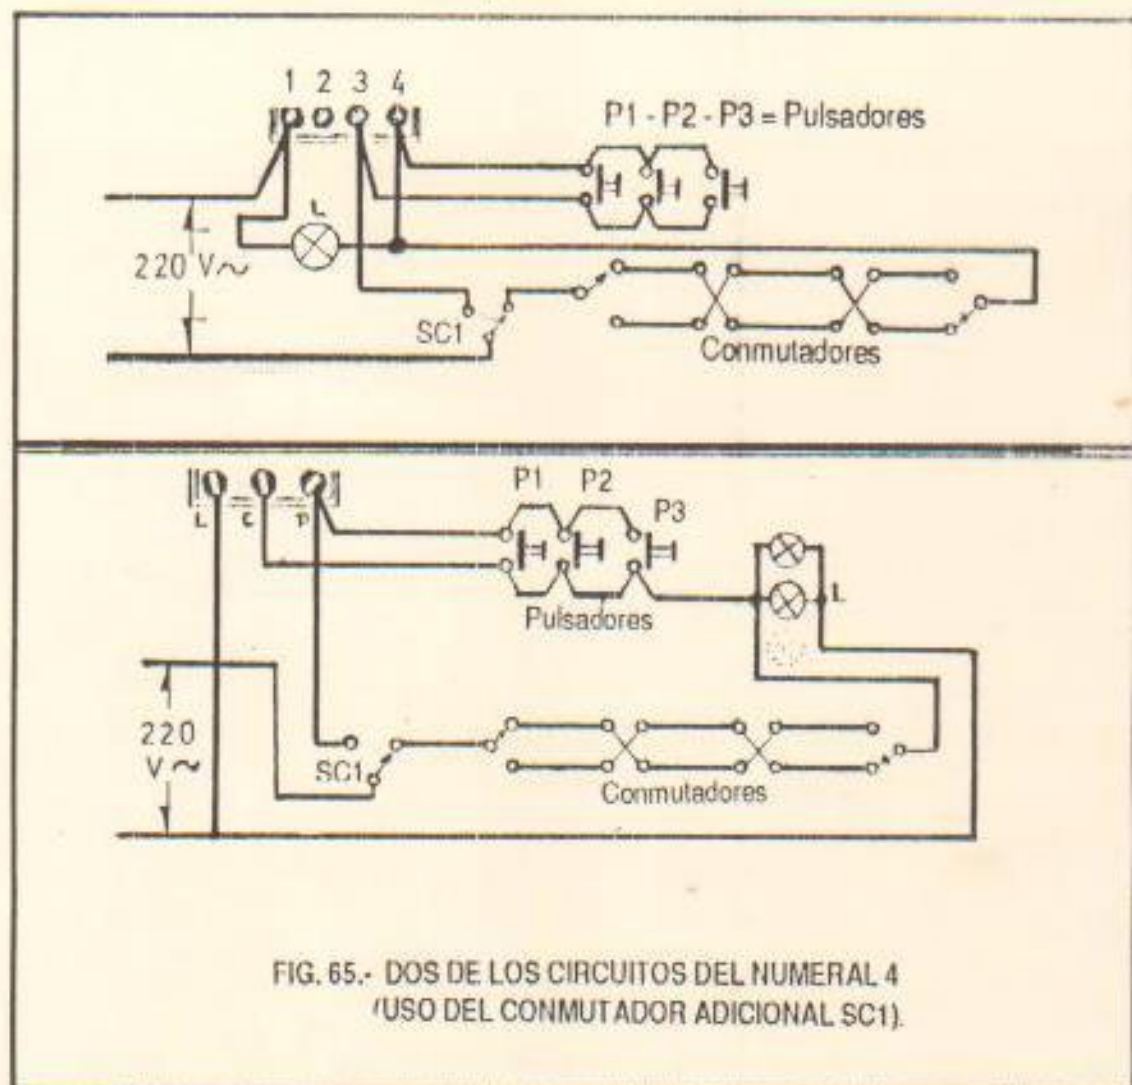 1 2 3 4
P1 - P2 - P3 = Pulsadores
L
220 V~
SC1
Conmutadores
L C P
P1 P2 P3
Pulsadores
L
220
V~
SC1
Conmutadores
FIG. 65.- DOS DE LOS CIRCUITOS DEL NUMERAL 4
(USO DEL CONMUTADOR ADICIONAL SC1).